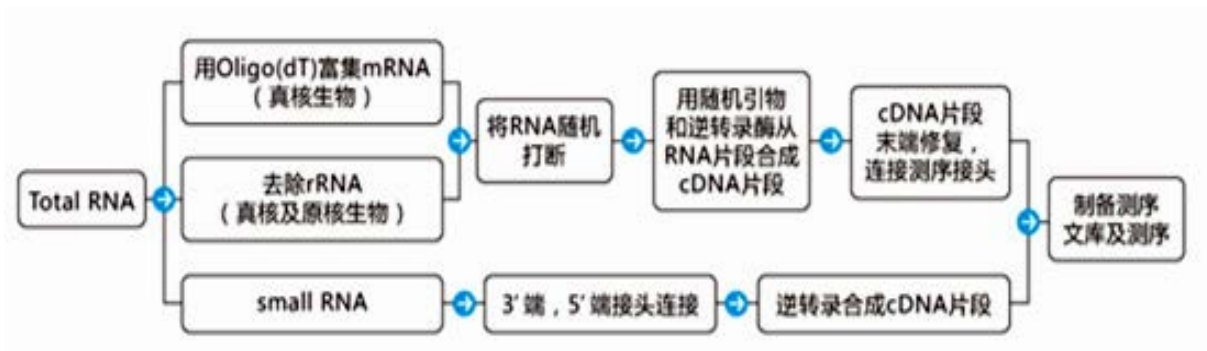 Total RNA
用Oligo(dT)富集mRNA
（真核生物）
去除rRNA
（真核及原核生物）
small RNA
将RNA随机
打断
用随机引物
和逆转录酶从
RNA片段合成
cDNA片段
cDNA片段
末端修复，
连接测序接头
3′端，5′端接头连接
逆转录合成cDNA片段
制备测序
文库及测序